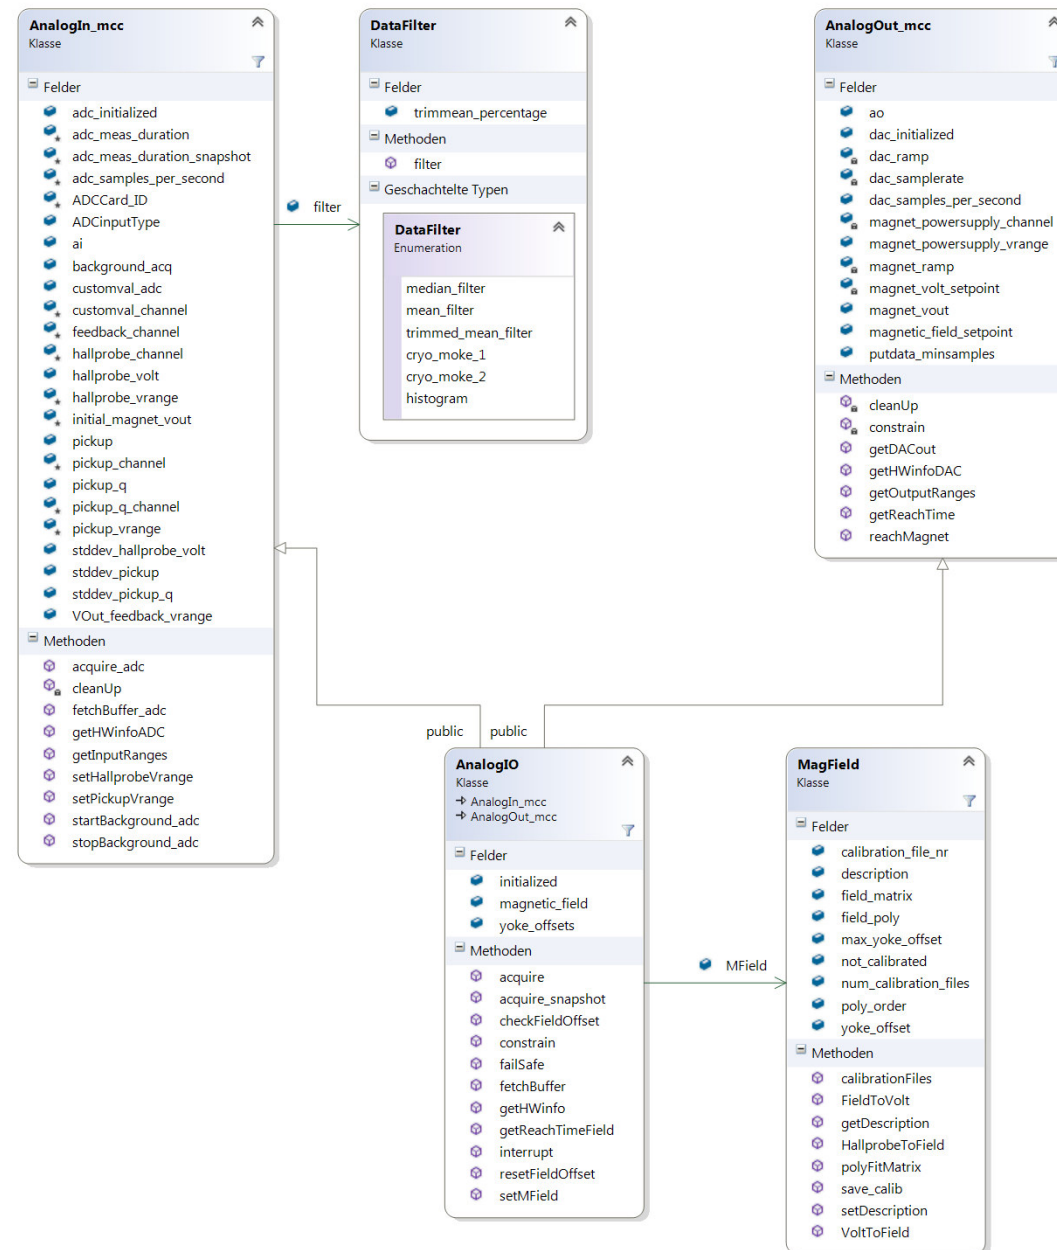 AnalogIn_mcc
Klasse
Felder
adc_initialized
adc_meas_duration
adc_meas_duration_snapshot
adc_samples_per_second
ADCCard_ID
ADCinputType
ai
background_acq
customval_adc
customval_channel
feedback_channel
hallprobe_channel
hallprobe_volt
hallprobe_vrange
initial_magnet_vout
pickup
pickup_channel
pickup_q
pickup_q_channel
pickup_vrange
stddev_hallprobe_volt
stddev_pickup
stddev_pickup_q
VOut_feedback_vrange
Methoden
acquire_adc
cleanUp
fetchBuffer_adc
getHWinfoADC
getInputRanges
setHallprobeVrange
setPickupVrange
startBackground_adc
stopBackground_adc
filter
DataFilter
Klasse
Felder
trimmean_percentage
Methoden
filter
Geschachtelte Typen
DataFilter
Enumeration
median_filter
mean_filter
trimmed_mean_filter
cryo_moke_1
cryo_moke_2
histogram
AnalogOut_mcc
Klasse
Felder
ao
dac_initialized
dac_ramp
dac_samplerate
dac_samples_per_second
magnet_powersupply_channel
magnet_powersupply_vrange
magnet_ramp
magnet_volt_setpoint
magnet_vout
magnetic_field_setpoint
putdata_minsamples
Methoden
cleanUp
constrain
getDACout
getHWinfoDAC
getOutputRanges
getReachTime
reachMagnet
public public
AnalogIO
Klasse
AnalogIn_mcc
AnalogOut_mcc
Felder
initialized
magnetic_field
yoke_offsets
Methoden
acquire
acquire_snapshot
checkFieldOffset
constrain
failSafe
fetchBuffer
getHWinfo
getReachTimeField
interrupt
resetFieldOffset
setMField
MField
MagField
Klasse
Felder
calibration_file_nr
description
field_matrix
field_poly
max_yoke_offset
not_calibrated
num_calibration_files
poly_order
yoke_offset
Methoden
calibrationFiles
FieldToVolt
getDescription
HallprobeToField
polyFitMatrix
save_calib
setDescription
VoltToField